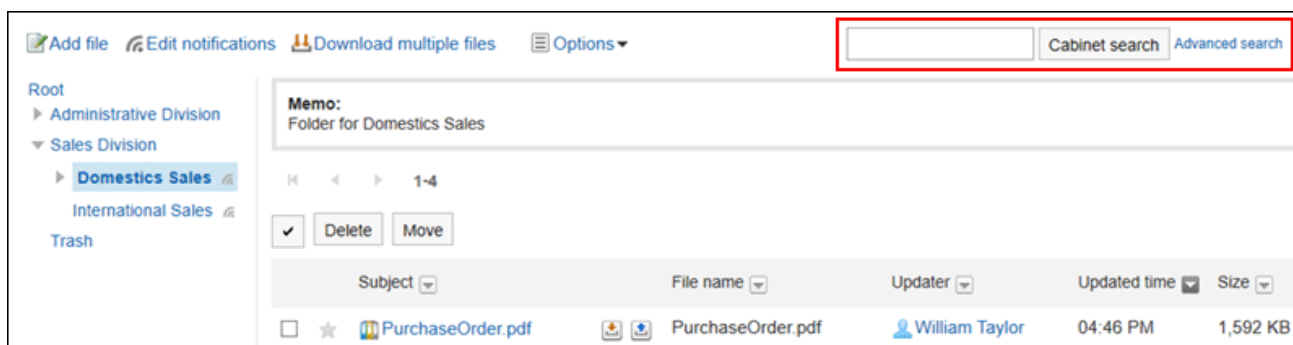 Add file Edit notifications Download multiple files Options Cabinet search Advanced search
Root
Administrative Division
Sales Division
Domestics Sales
International Sales
Trash
Memo:
Folder for Domestics Sales
1-4
Delete Move
Subject File name Updater Updated time Size
PurchaseOrder.pdf PurchaseOrder.pdf William Taylor 04:46 PM 1,592 KB